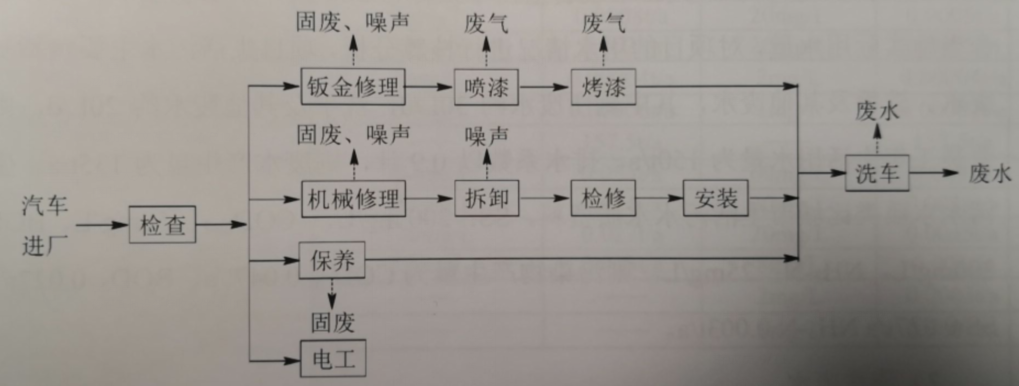 固废、噪声 废气 废气
钣金修理 喷漆 烤漆
废水
固废、噪声 噪声
洗车 废水
机械修理 拆卸 检修 安装
汽车
进厂
检查
保养
固废
电工